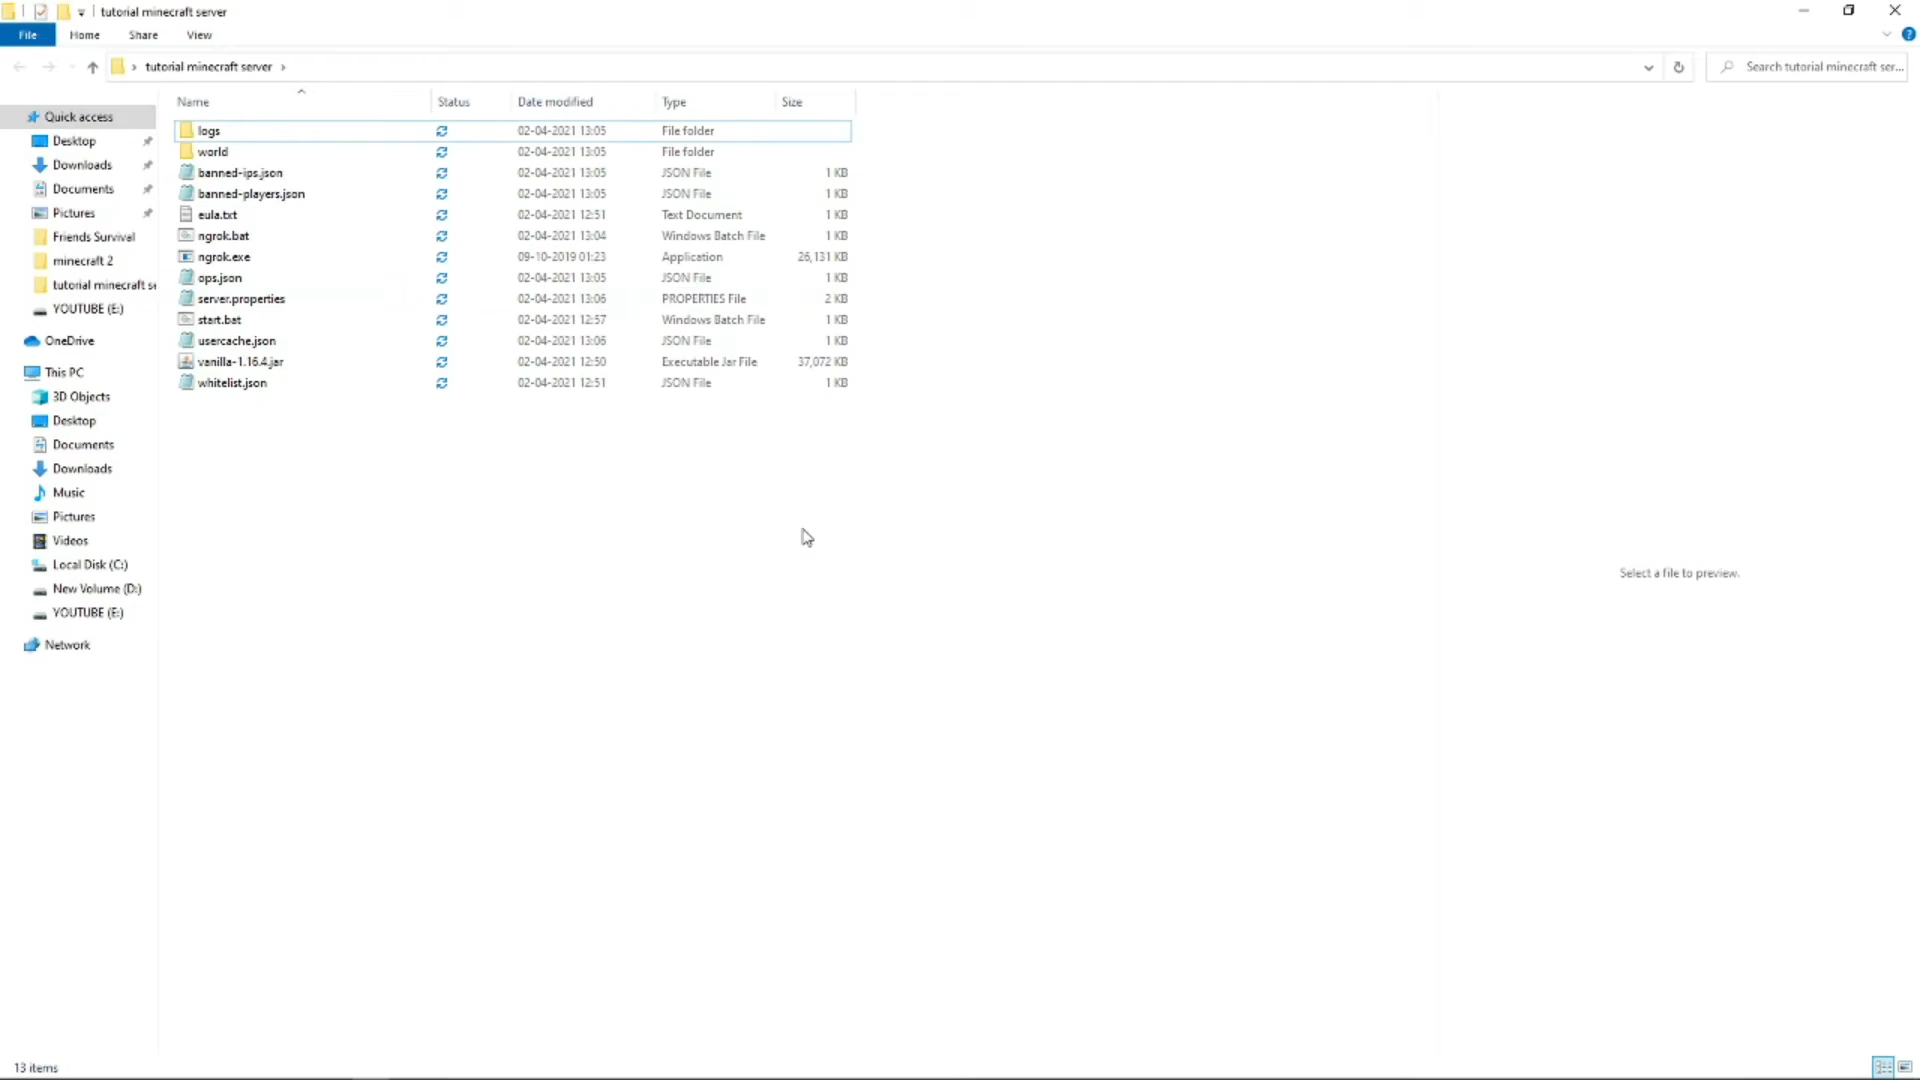 tutorial minecraft server
File Home Share View
tutorial minecraft server
Search tutorial minecraft ser...
Name Status Date modified Type Size
Quick access
Desktop
Downloads
Documents
Pictures
Friends Survival
minecraft 2
tutorial minecraft se
YOUTUBE (E:)
OneDrive
This PC
3D Objects
Desktop
Documents
Downloads
Music
Pictures
Videos
Local Disk (C:)
New Volume (D:)
YOUTUBE (E:)
Network
logs 02-04-2021 13:05 File folder
world 02-04-2021 13:05 File folder
banned-ips.json 02-04-2021 13:05 JSON File 1 KB
banned-players.json 02-04-2021 13:05 JSON File 1 KB
eula.txt 02-04-2021 12:51 Text Document 1 KB
ngrok.bat 02-04-2021 13:04 Windows Batch File 1 KB
ngrok.exe 09-10-2019 01:23 Application 26,131 KB
ops.json 02-04-2021 13:05 JSON File 1 KB
server.properties 02-04-2021 13:06 PROPERTIES File 2 KB
start.bat 02-04-2021 12:57 Windows Batch File 1 KB
usercache.json 02-04-2021 13:06 JSON File 1 KB
vanilla-1.16.4.jar 02-04-2021 12:50 Executable Jar File 37,072 KB
whitelist.json 02-04-2021 12:51 JSON File 1 KB
Select a file to preview.
13 items